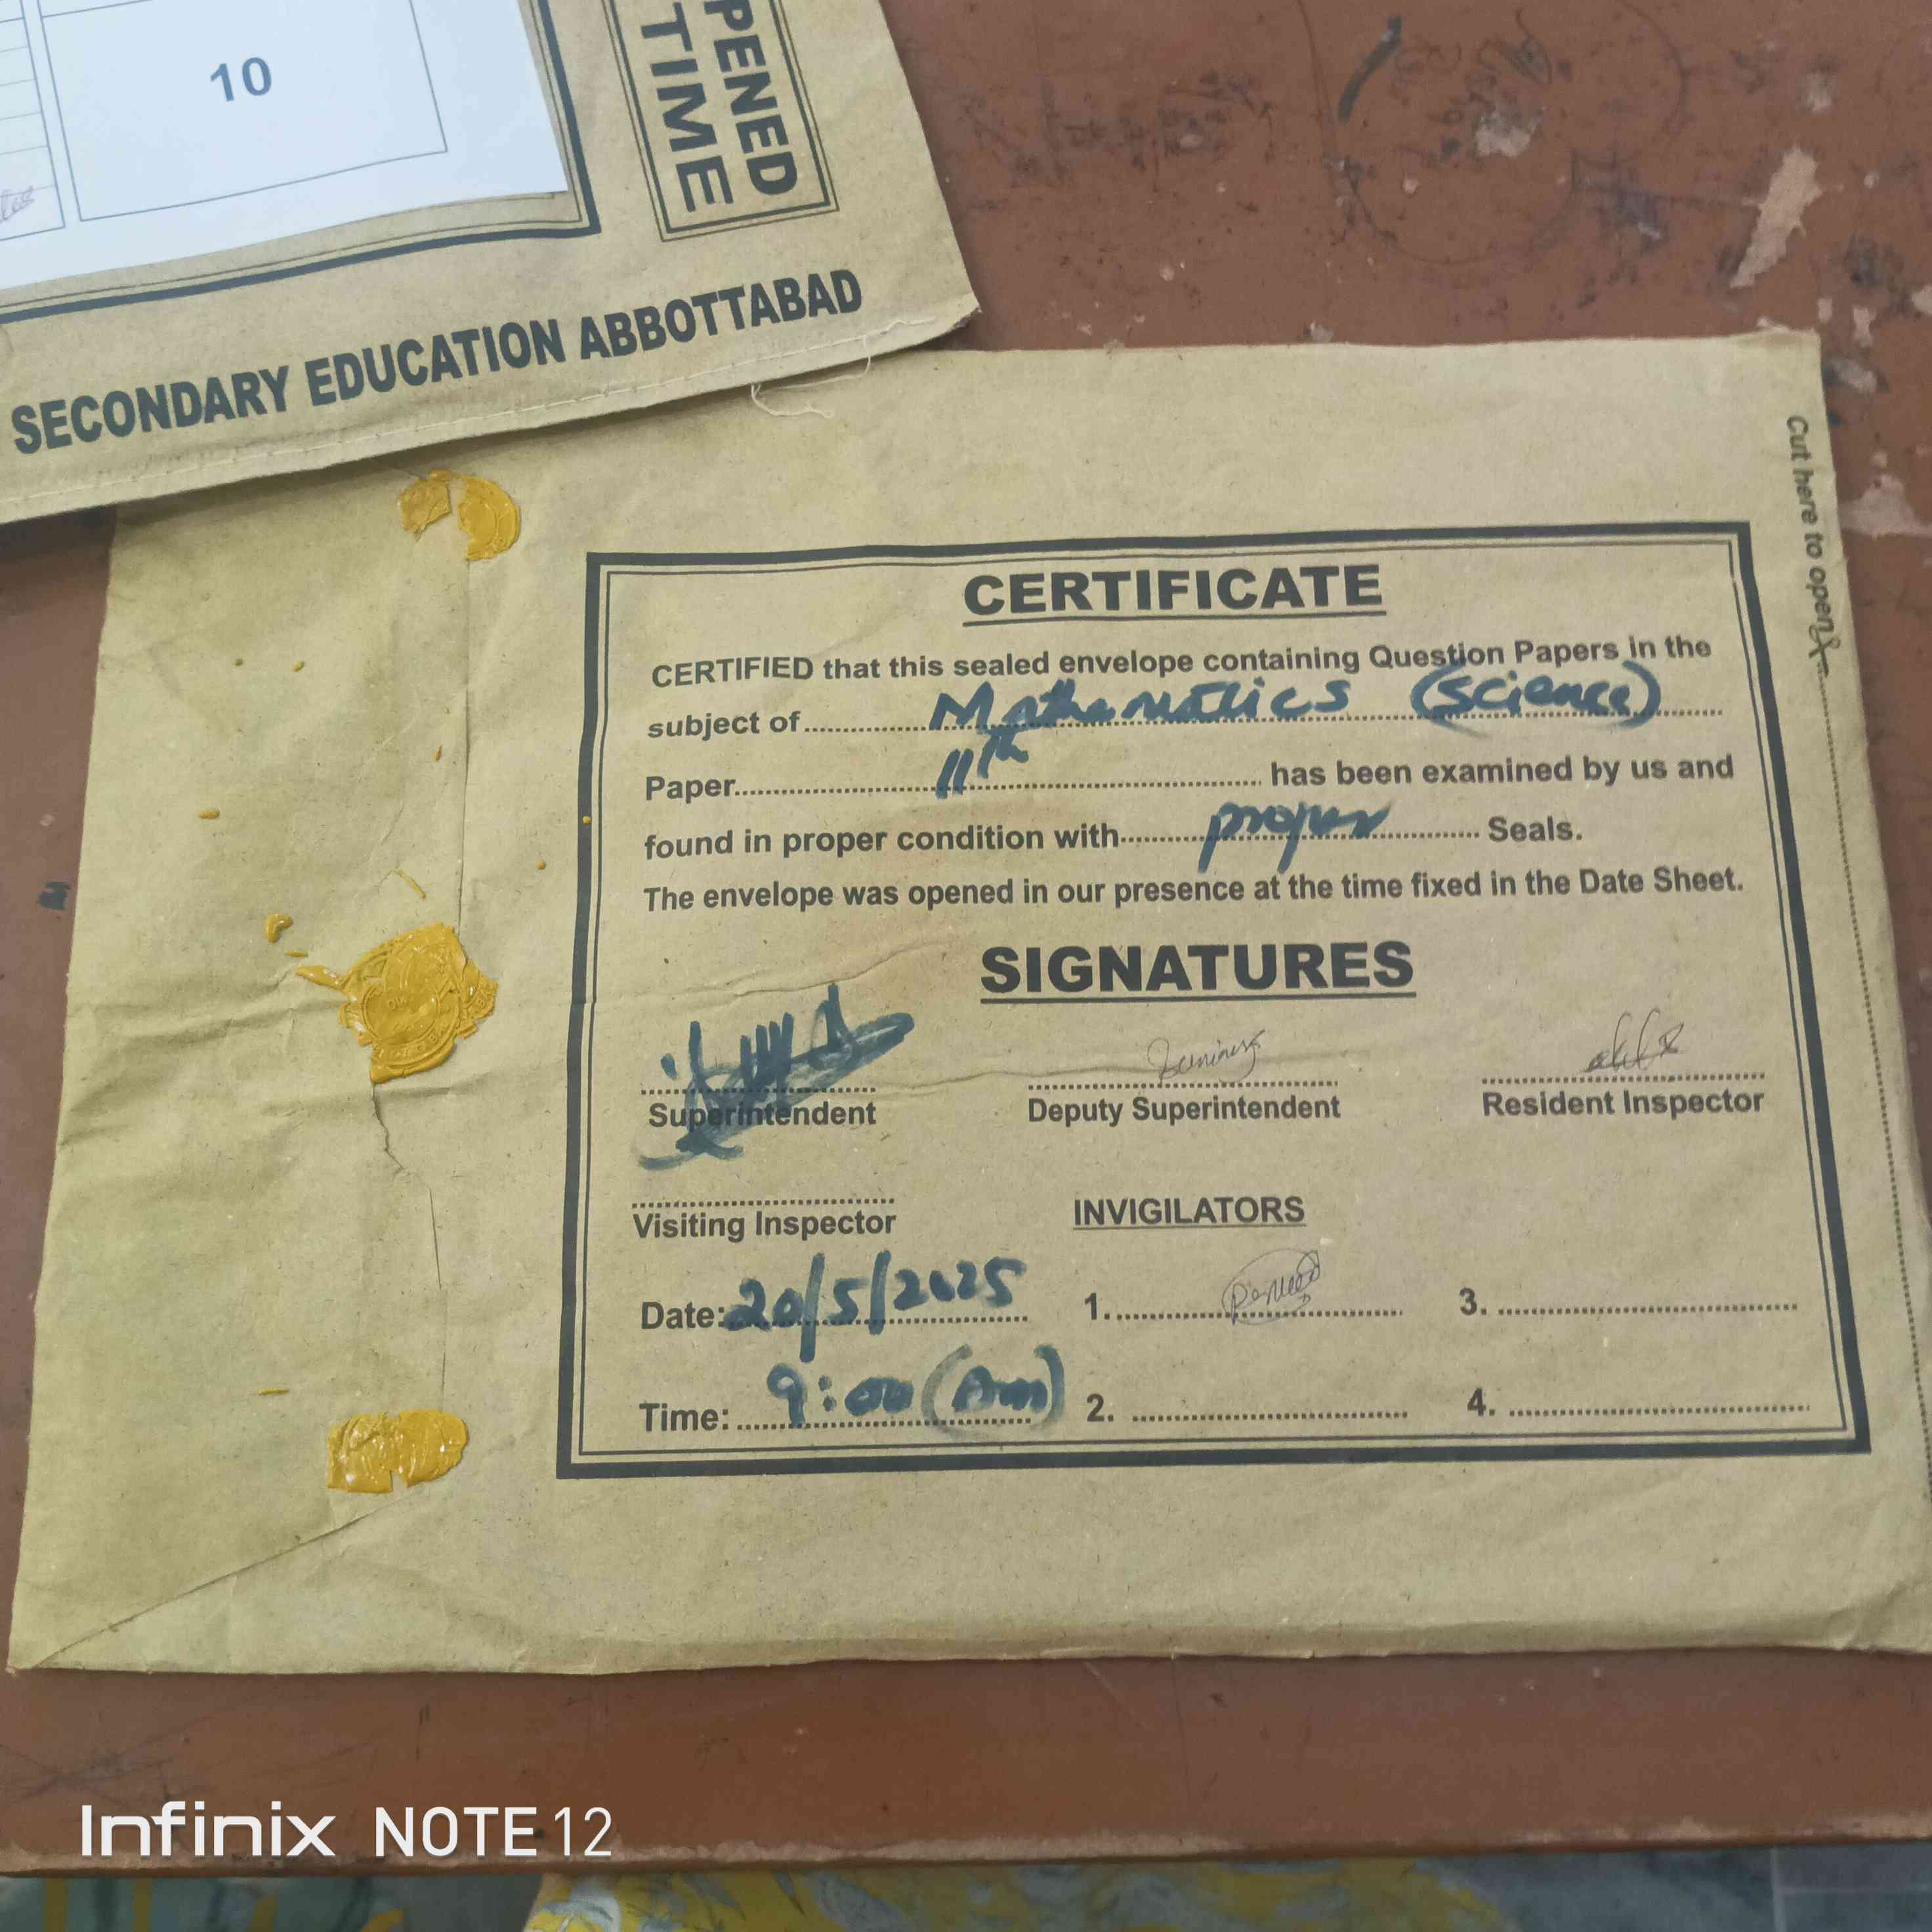 10
PENED
TIME
SECONDARY EDUCATION ABBOTTABAD
Cut here to open
CERTIFICATE
CERTIFIED that this sealed envelope containing Question Papers in the
subject of Mathematics (Science)
Paper 11th has been examined by us and
found in proper condition with proper Seals.
The envelope was opened in our presence at the time fixed in the Date Sheet.
SIGNATURES
Superintendent Deputy Superintendent Resident Inspector
Visiting Inspector INVIGILATORS
Date: 20/5/2025 1. 3.
Time: 9:00 (Am) 2. 4.
Infinix NOTE 12